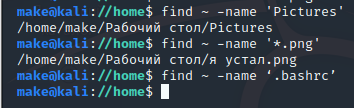 make@kali://home$ find ~ -name 'Pictures'
/home/make/Рабочий стол/Pictures
make@kali://home$ find ~ -name '*.png'
/home/make/Рабочий стол/я устал.png
make@kali://home$ find ~ -name ‘.bashrc’
make@kali://home$